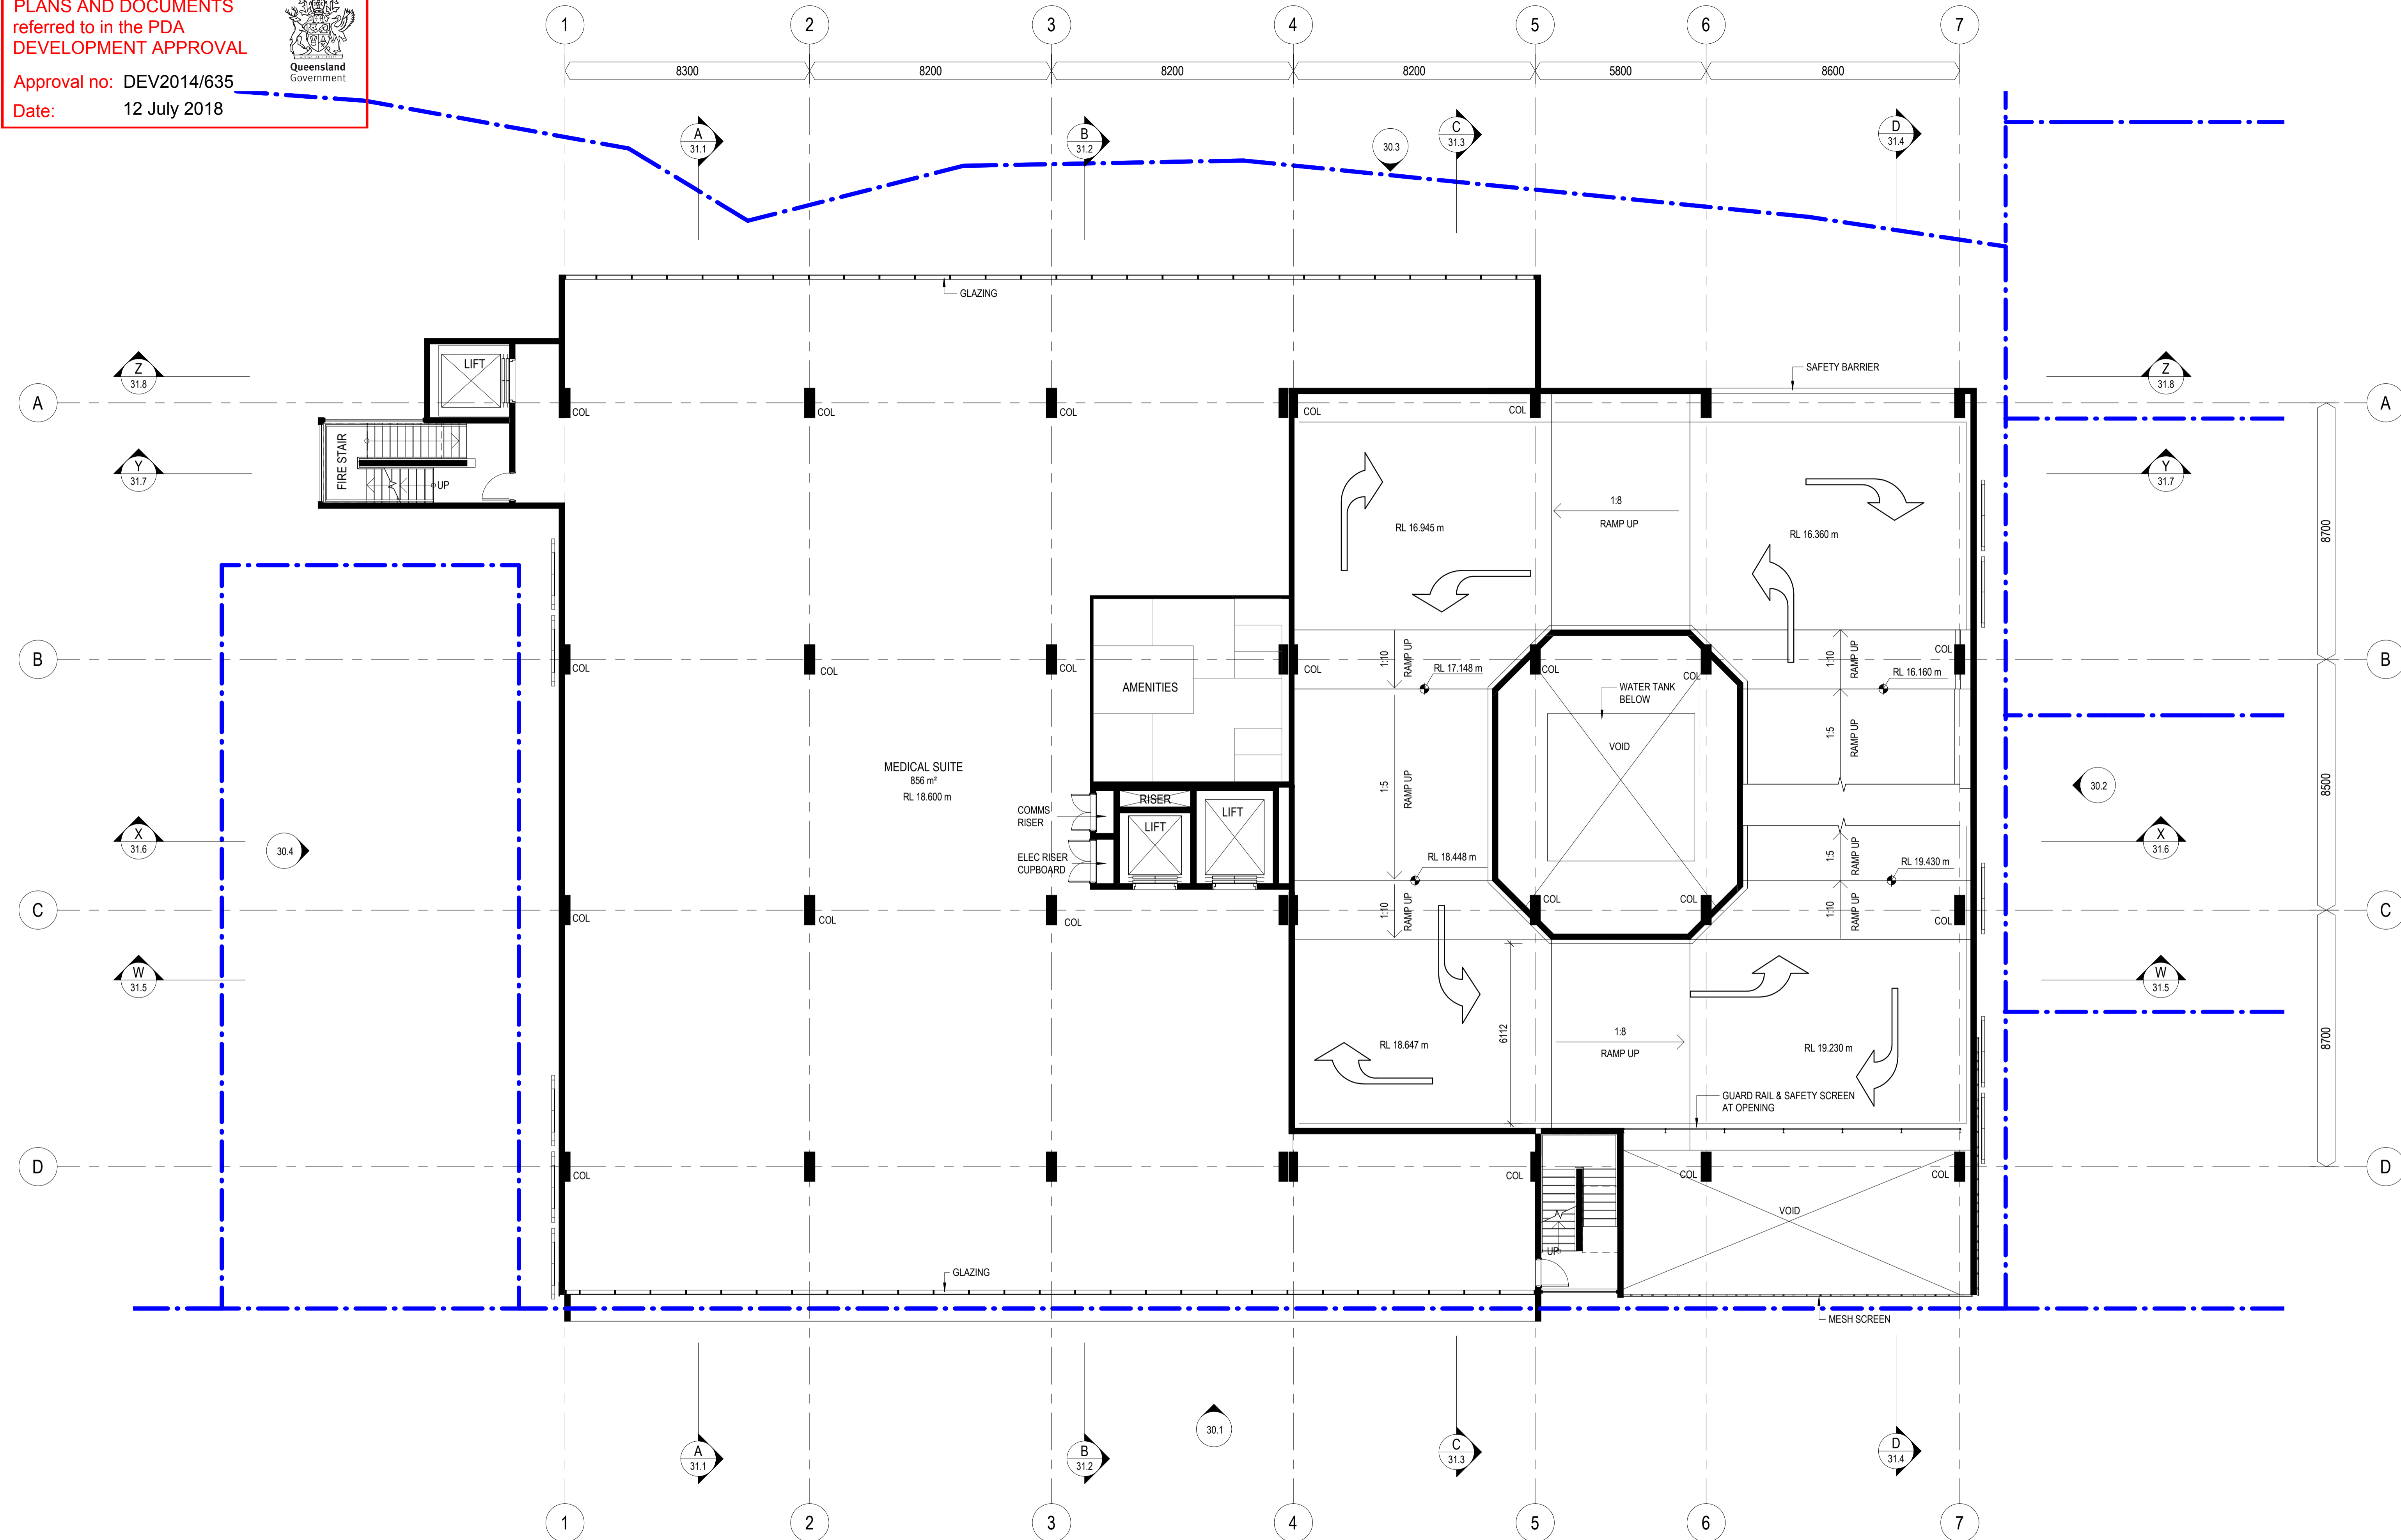 PLANS AND DOCUMENTS
referred to in the PDA
DEVELOPMENT APPROVAL
Queensland
Government
Approval no: DEV2014/635
Date: 12 July 2018
1 2 3 4 5 6 7
8300 8200 8200 8200 5800 8600
A
31.1
B
31.2
30.3
C
31.3
D
31.4
GLAZING
Z
31.8
LIFT
SAFETY BARRIER
Z
31.8
A
COL
COL
COL
COL
COL
A
Y
31.7
FIRE STAIR
UP
Y
31.7
1:8
RAMP UP
RL 16.945 m
RL 16.360 m
8700
B
COL
COL
COL
COL
COL
COL
COL
B
1:10
RAMP UP
1:10
RAMP UP
RL 17.148 m
RL 16.160 m
AMENITIES
WATER TANK
BELOW
VOID
1:5
RAMP UP
1:5
RAMP UP
MEDICAL SUITE
856 m²
RL 18.600 m
COMMS
RISER
RISER
LIFT
LIFT
ELEC RISER
CUPBOARD
30.2
8500
X
31.6
30.4
X
31.6
1:5
RAMP UP
RL 18.448 m
RL 19.430 m
C
COL
COL
COL
COL
COL
COL
C
1:10
RAMP UP
1:10
RAMP UP
W
31.5
W
31.5
6112
1:8
RAMP UP
RL 18.647 m
RL 19.230 m
8700
GUARD RAIL & SAFETY SCREEN
AT OPENING
D
COL
COL
COL
COL
D
VOID
UP
GLAZING
MESH SCREEN
A
31.1
B
31.2
30.1
C
31.3
D
31.4
1 2 3 4 5 6 7